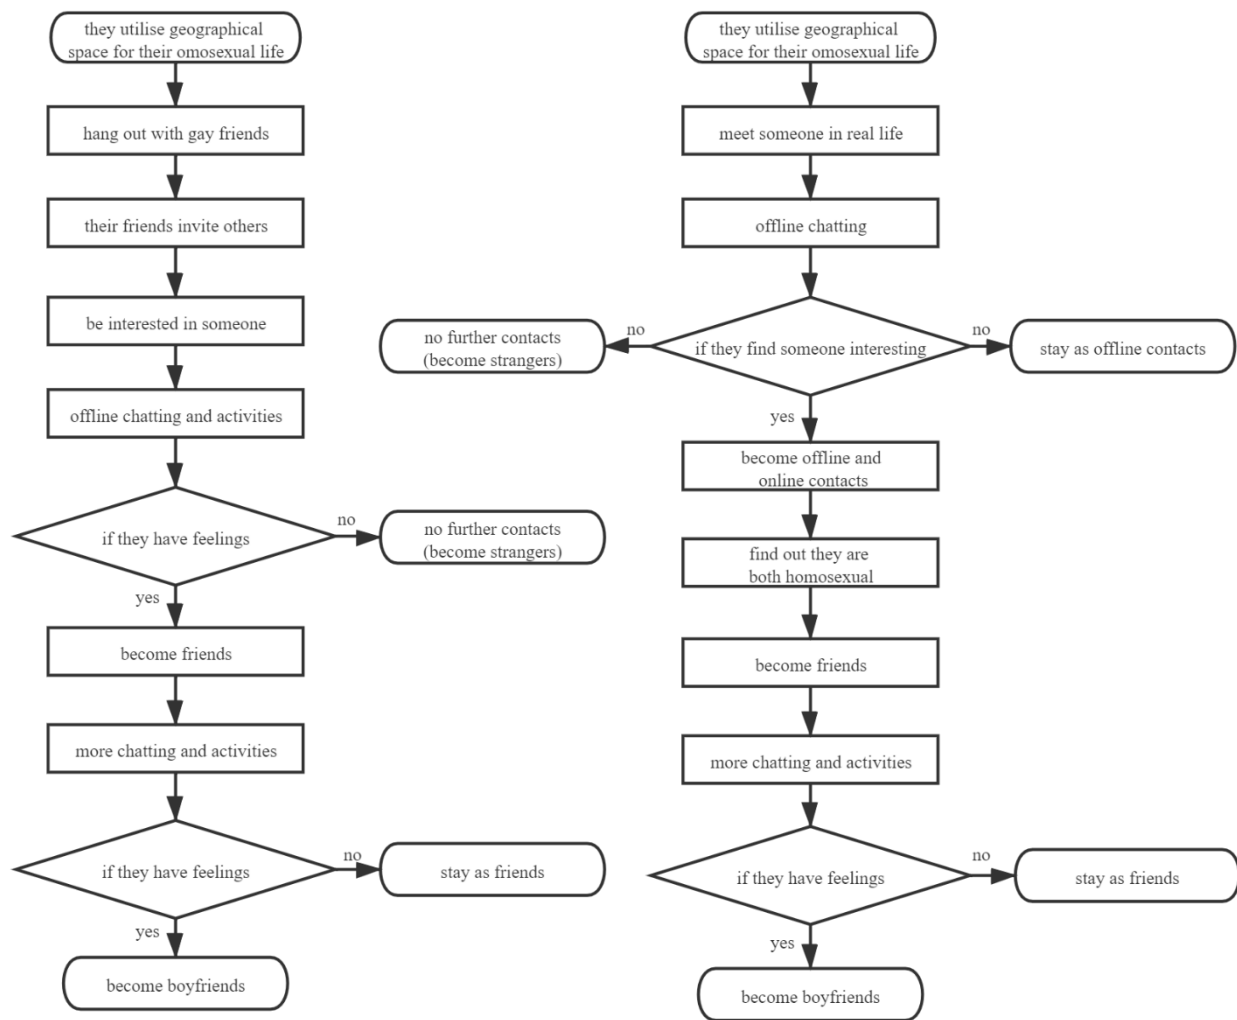 they utilise geographical
space for their omosexual life
hang out with gay friends
their friends invite others
be interested in someone
offline chatting and activities
if they have feelings
no
no further contacts
(become strangers)
yes
become friends
more chatting and activities
if they have feelings
no
stay as friends
yes
become boyfriends
they utilise geographical
space for their omosexual life
meet someone in real life
offline chatting
no further contacts
(become strangers)
no
if they find someone interesting
no
stay as offline contacts
yes
become offline and
online contacts
find out they are
both homosexual
become friends
more chatting and activities
if they have feelings
no
stay as friends
yes
become boyfriends